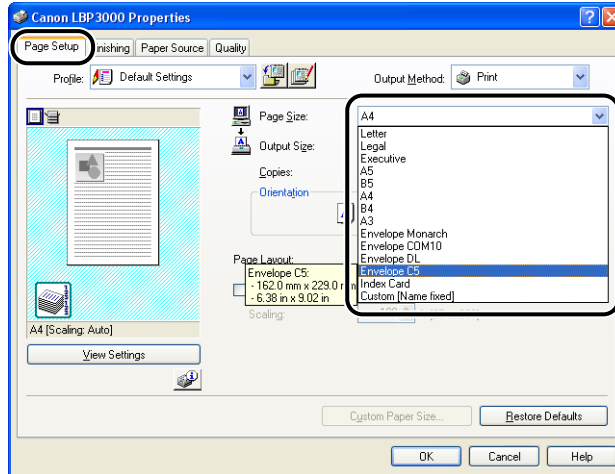 Canon LBP3000 Properties
Page Setup
Finishing
Paper Source
Quality
Profile:
Default Settings
Output Method:
Print
Page Size:
A4
Output Size:
Letter
Legal
Executive
A5
B5
A4
B4
A3
Envelope Monarch
Envelope COM10
Envelope DL
Envelope C5
Index Card
Custom [Name fixed]
Copies:
Orientation
A
Page Layout:
Envelope C5:
- 162.0 mm x 229.0 mm
- 6.38 in x 9.02 in
Scaling:
A4 [Scaling: Auto]
View Settings
Custom Paper Size...
Restore Defaults
OK
Cancel
Help